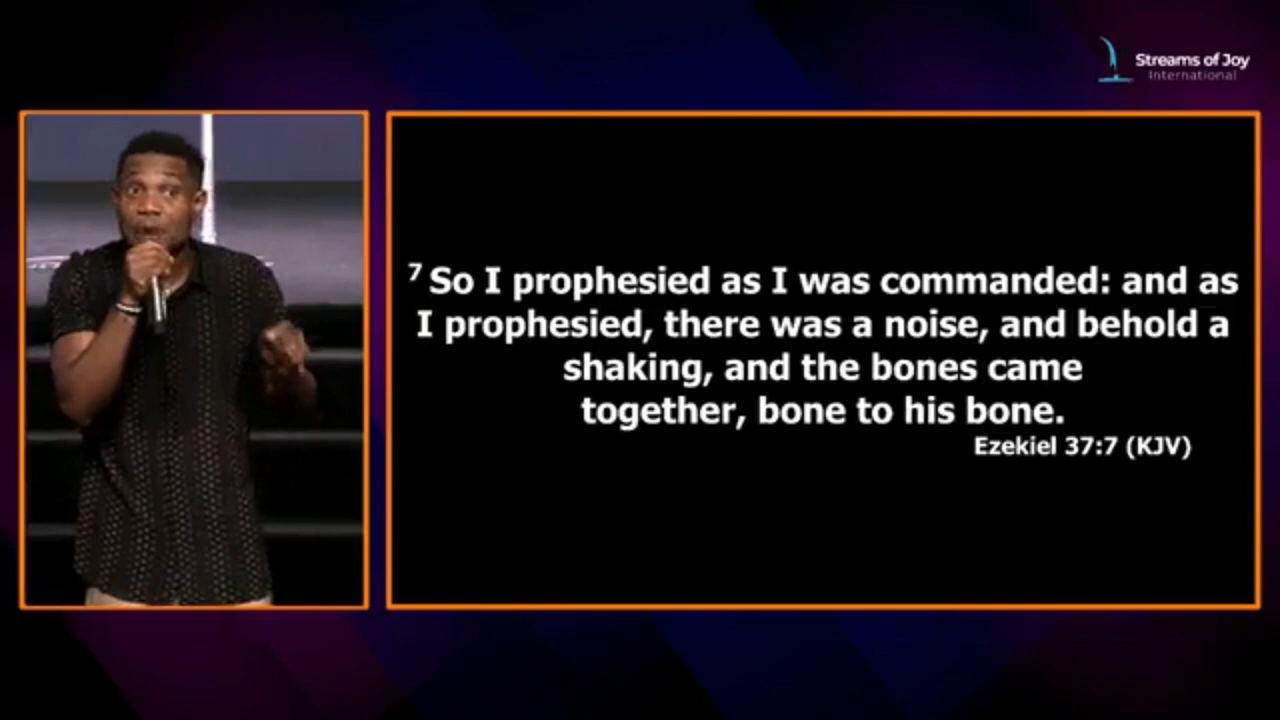 Streams of Joy
International
⁷ So I prophesied as I was commanded: and as
I prophesied, there was a noise, and behold a
shaking, and the bones came
together, bone to his bone.
Ezekiel 37:7 (KJV)